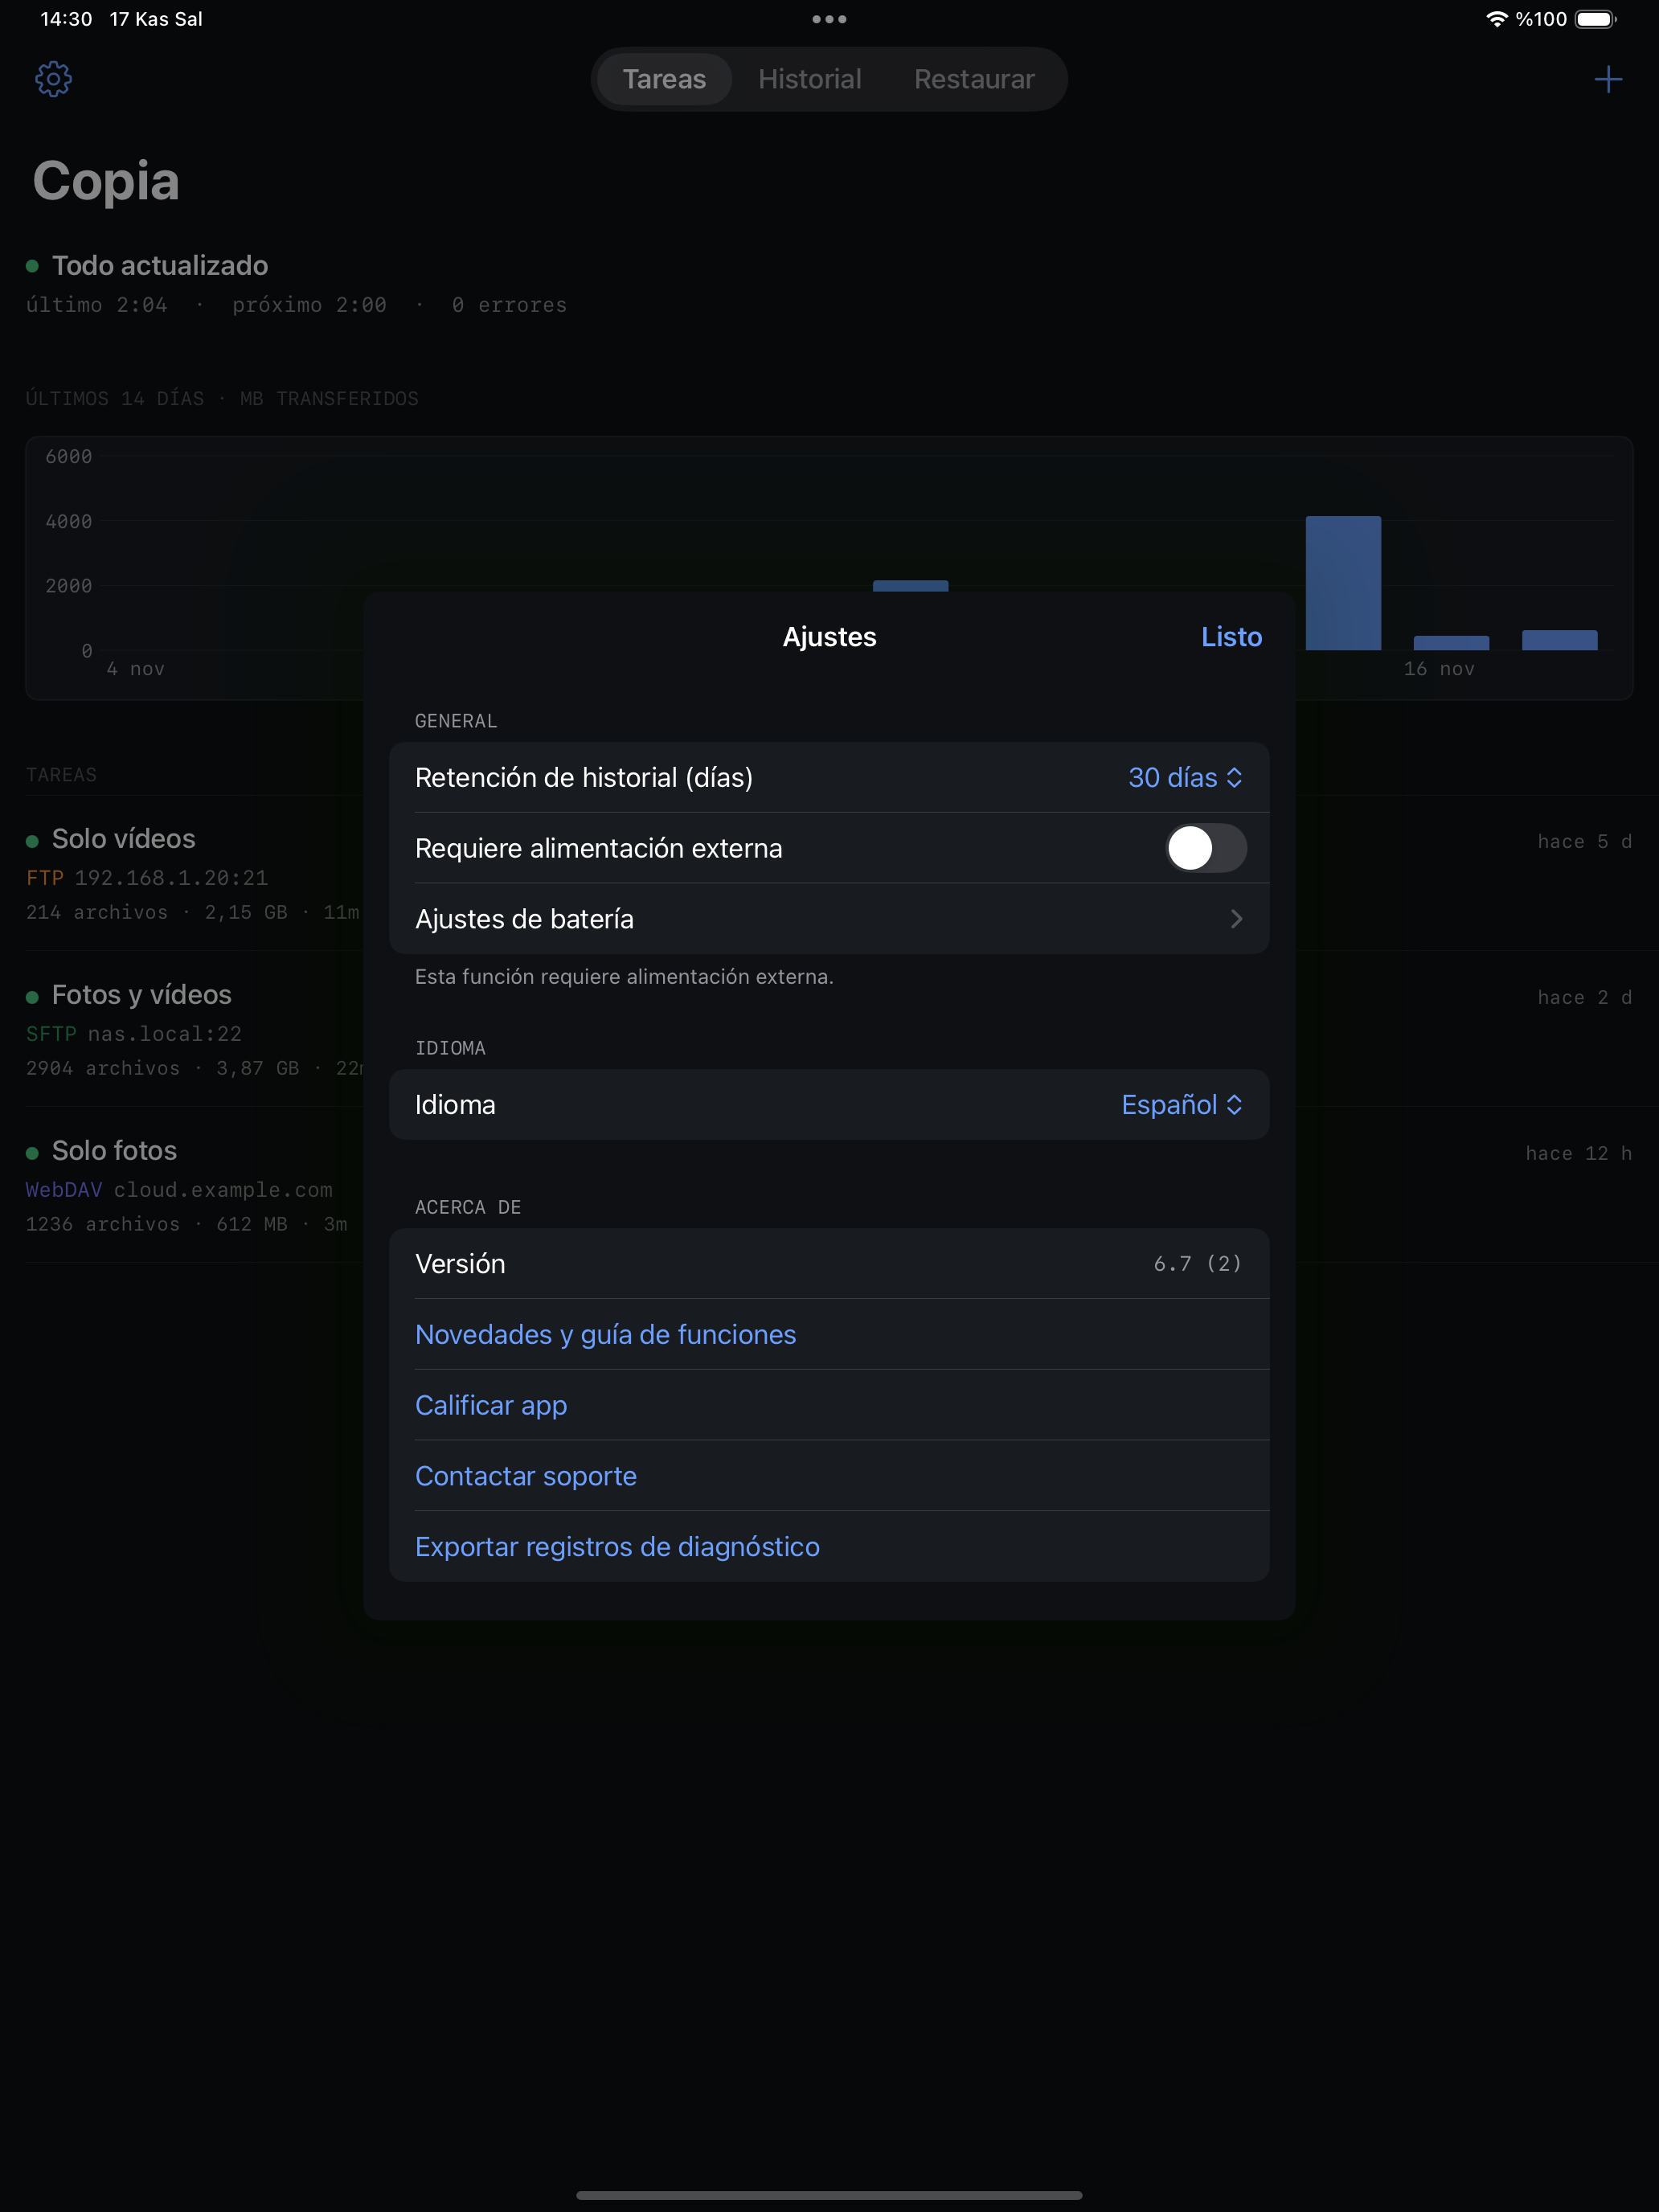 14:30 17 Kas Sal
%100
Tareas Historial Restaurar
Copia
Todo actualizado
último 2:04 · próximo 2:00 · 0 errores
ÚLTIMOS 14 DÍAS · MB TRANSFERIDOS
6000
4000
2000
0
4 nov
16 nov
TAREAS
Solo vídeos
hace 5 d
FTP 192.168.1.20:21
214 archivos · 2,15 GB · 11m
Fotos y vídeos
hace 2 d
SFTP nas.local:22
2904 archivos · 3,87 GB · 22
Solo fotos
hace 12 h
WebDAV cloud.example.com
1236 archivos · 612 MB · 3m
Ajustes
Listo
GENERAL
Retención de historial (días) 30 días
Requiere alimentación externa
Ajustes de batería
Esta función requiere alimentación externa.
IDIOMA
Idioma Español
ACERCA DE
Versión 6.7 (2)
Novedades y guía de funciones
Calificar app
Contactar soporte
Exportar registros de diagnóstico